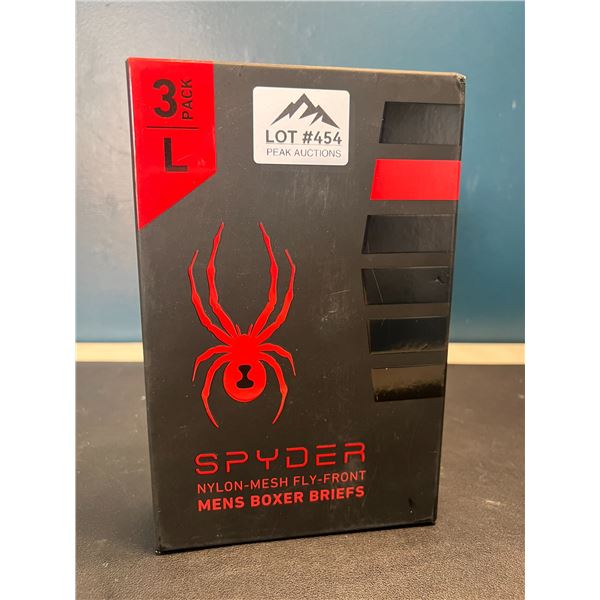 3
PACK
L
LOT #454
PEAK AUCTIONS
SPYDER
NYLON-MESH FLY-FRONT
MENS BOXER BRIEFS